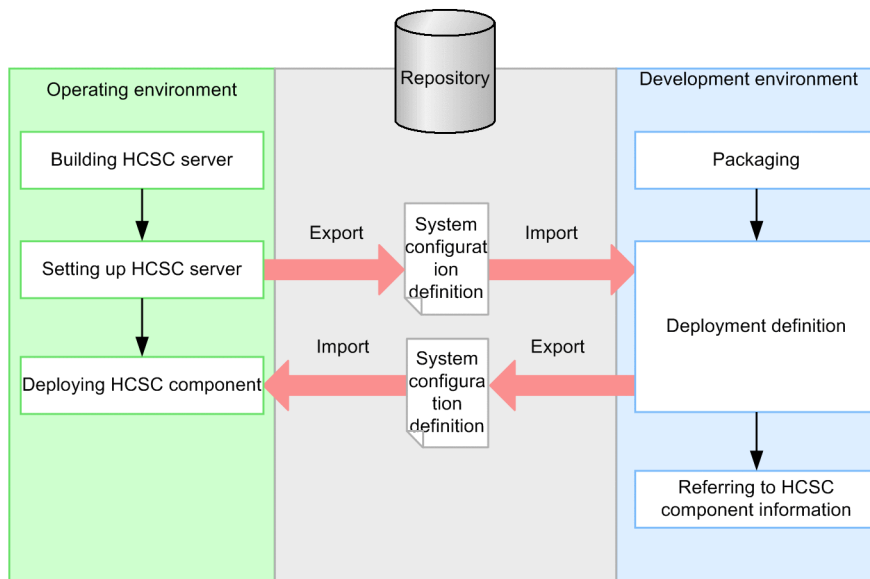 Repository
Operating environment
Development environment
Building HCSC server
Packaging
Export
System
configurat
ion
definition
Import
Setting up HCSC server
Deployment definition
Import
System
configura
tion
definition
Export
Deploying HCSC component
Referring to HCSC
component information